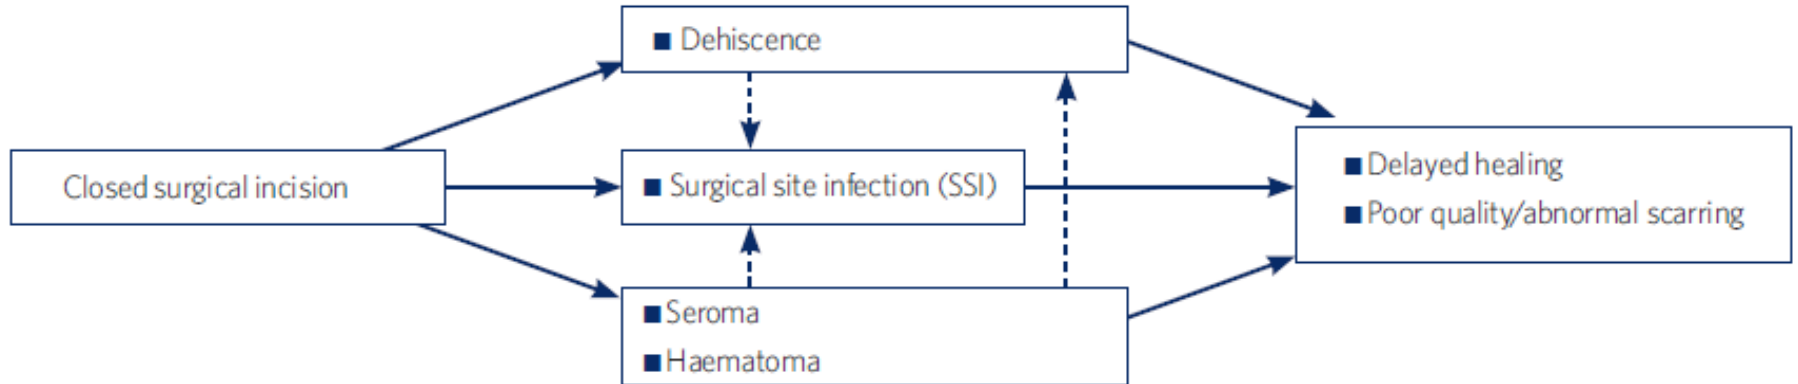 ■ Dehiscence
Closed surgical incision
■ Surgical site infection (SSI)
■ Delayed healing
■ Poor quality/abnormal scarring
■ Seroma
■ Haematoma